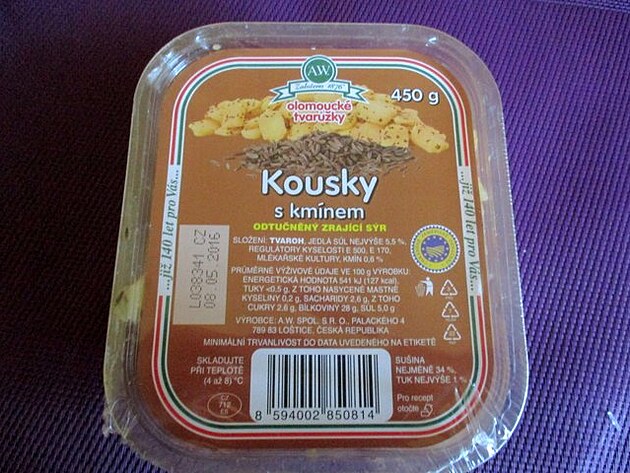 A.W.
Založeno 1876
olomoucké
tvarůžky
450 g
Kousky
s kmínem
ODTUČNĚNÝ ZRAJÍCÍ SÝR
SLOŽENÍ: TVAROH, JEDLÁ SŮL NEJVÝŠE 5,5 %,
REGULÁTORY KYSELOSTI E 500, E 170,
MLÉKAŘSKÉ KULTURY, KMÍN 0,6 %
PRŮMĚRNÉ VÝŽIVOVÉ ÚDAJE VE 100 g VÝROBKU:
ENERGETICKÁ HODNOTA 541 kJ (127 kcal),
TUKY <0,5 g, Z TOHO NASYCENÉ MASTNÉ
KYSELINY 0,2 g, SACHARIDY 2,6 g, Z TOHO
CUKRY 2,6 g, BÍLKOVINY 28 g, SŮL 5,0 g
VÝROBCE: A.W. SPOL. S R. O., PALACKÉHO 4
789 83 LOŠTICE, ČESKÁ REPUBLIKA
MINIMÁLNÍ TRVANLIVOST DO DATA UVEDENÉHO NA ETIKETĚ
...již 140 let pro Vás...
...již 140 let pro Vás...
L088341 CZ
08-05-2016
SKLADUJTE
PŘI TEPLOTĚ
(4 až 8) °C
CZ
712
ES
8 594002 850814
SUŠINA
NEJMÉNĚ 34 %,
TUK NEJVÝŠE 1 %
Pro recept
otočte